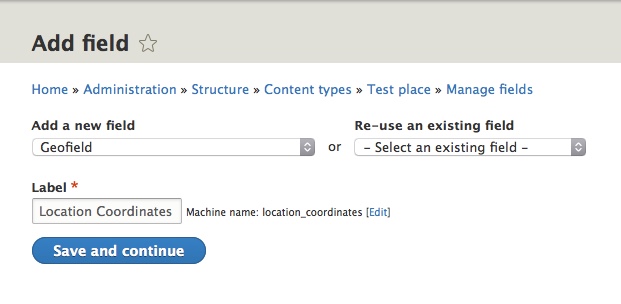 Add field
Home » Administration » Structure » Content types » Test place » Manage fields
Add a new field
Re-use an existing field
Geofield
or
- Select an existing field -
Label *
Location Coordinates
Machine name: location_coordinates [Edit]
Save and continue